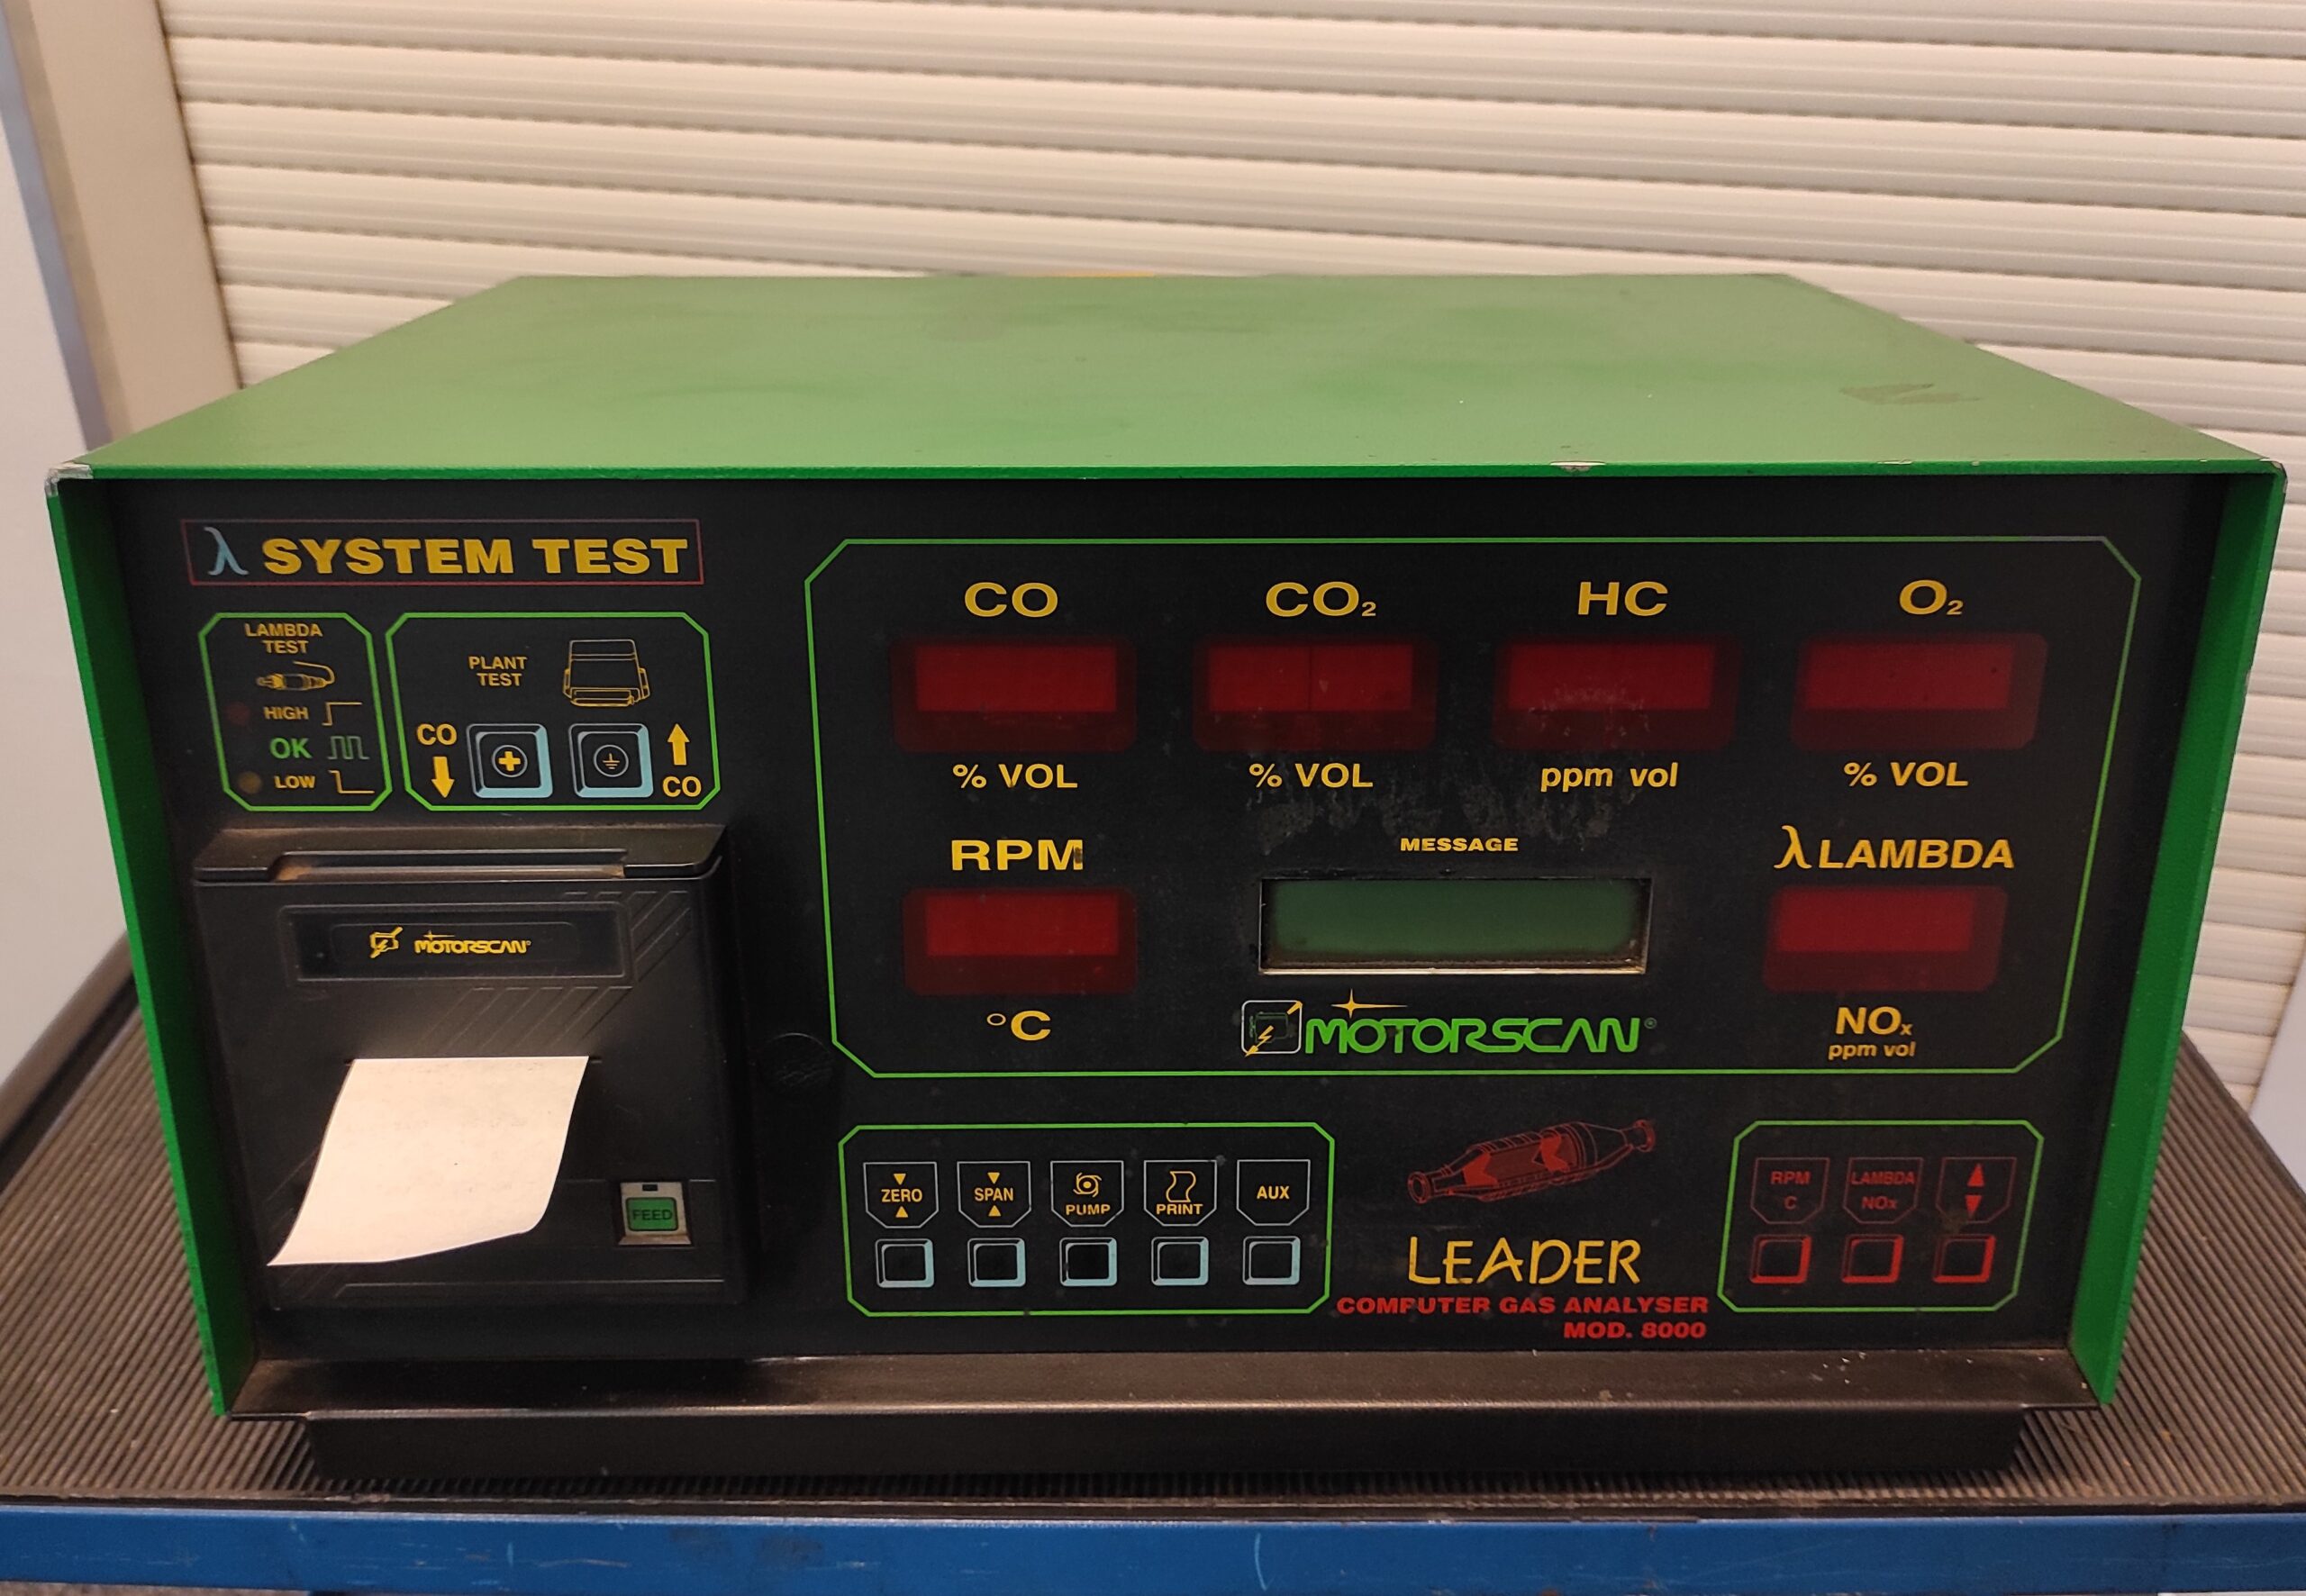 λ SYSTEM TEST
LAMBDA
TEST
HIGH
OK
LOW
PLANT
TEST
CO
CO
MOTORSCAN®
FEED
CO
CO₂
HC
O₂
% VOL
% VOL
ppm vol
% VOL
RPM
MESSAGE
λ LAMBDA
°C
MOTORSCAN®
NOx
ppm vol
ZERO
SPAN
PUMP
PRINT
AUX
LEADER
COMPUTER GAS ANALYSER
MOD. 8000
RPM
C
LAMBDA
NOx